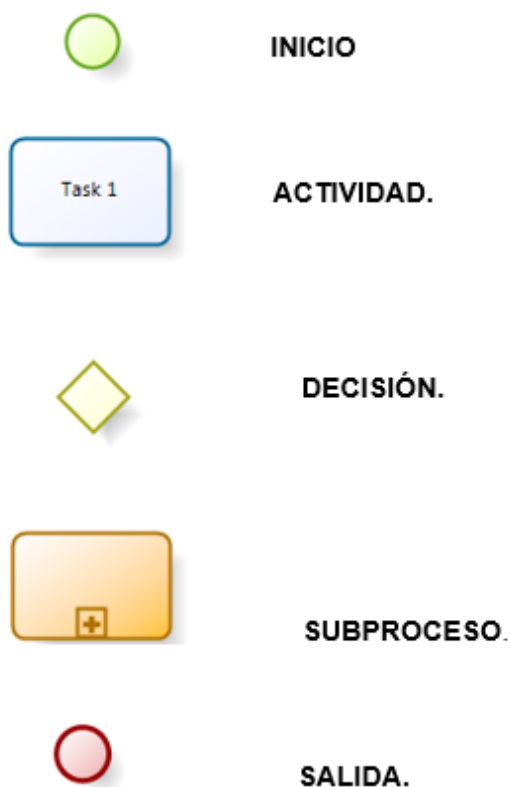 INICIO
Task 1
ACTIVIDAD.
DECISIÓN.
SUBPROCESO.
SALIDA.